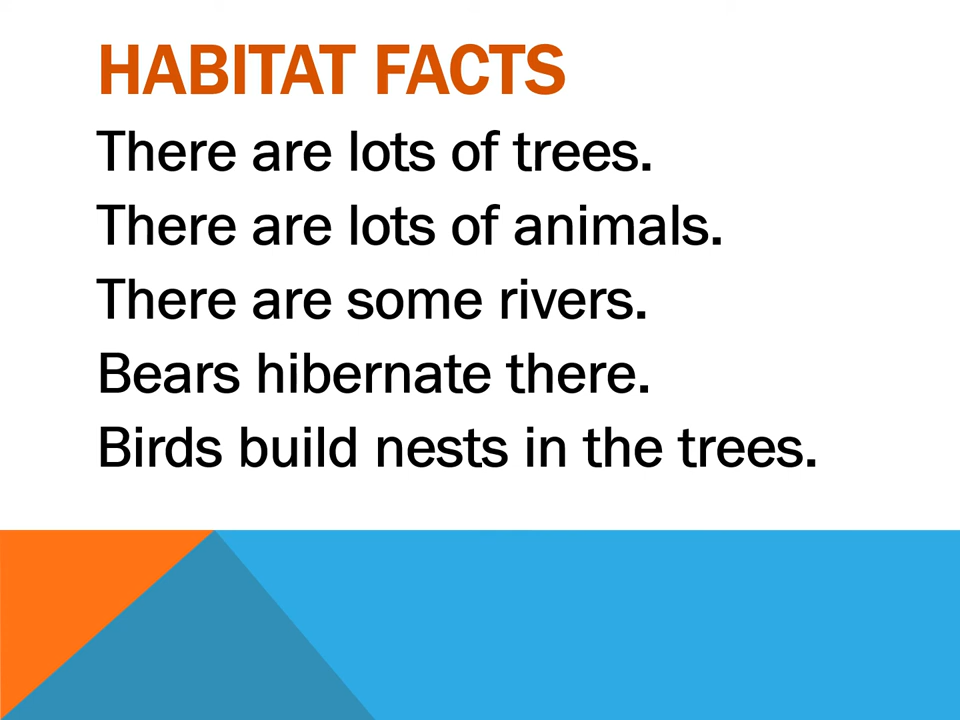 HABITAT FACTS
There are lots of trees.
There are lots of animals.
There are some rivers.
Bears hibernate there.
Birds build nests in the trees.